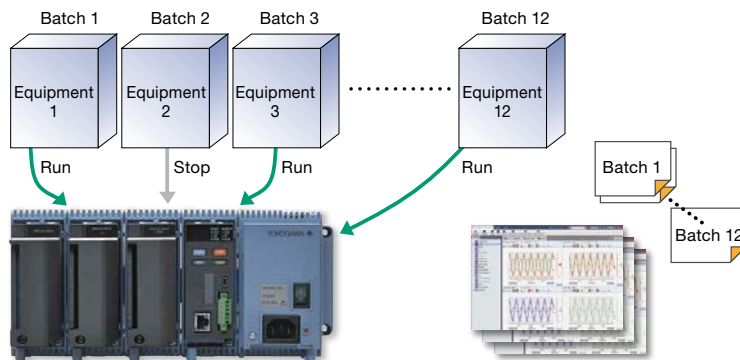 Batch 1
Batch 2
Batch 3
Batch 12
Equipment
1
Equipment
2
Equipment
3
Equipment
12
Run
Stop
Run
Run
Batch 1
Batch 12
YOKOGAWA